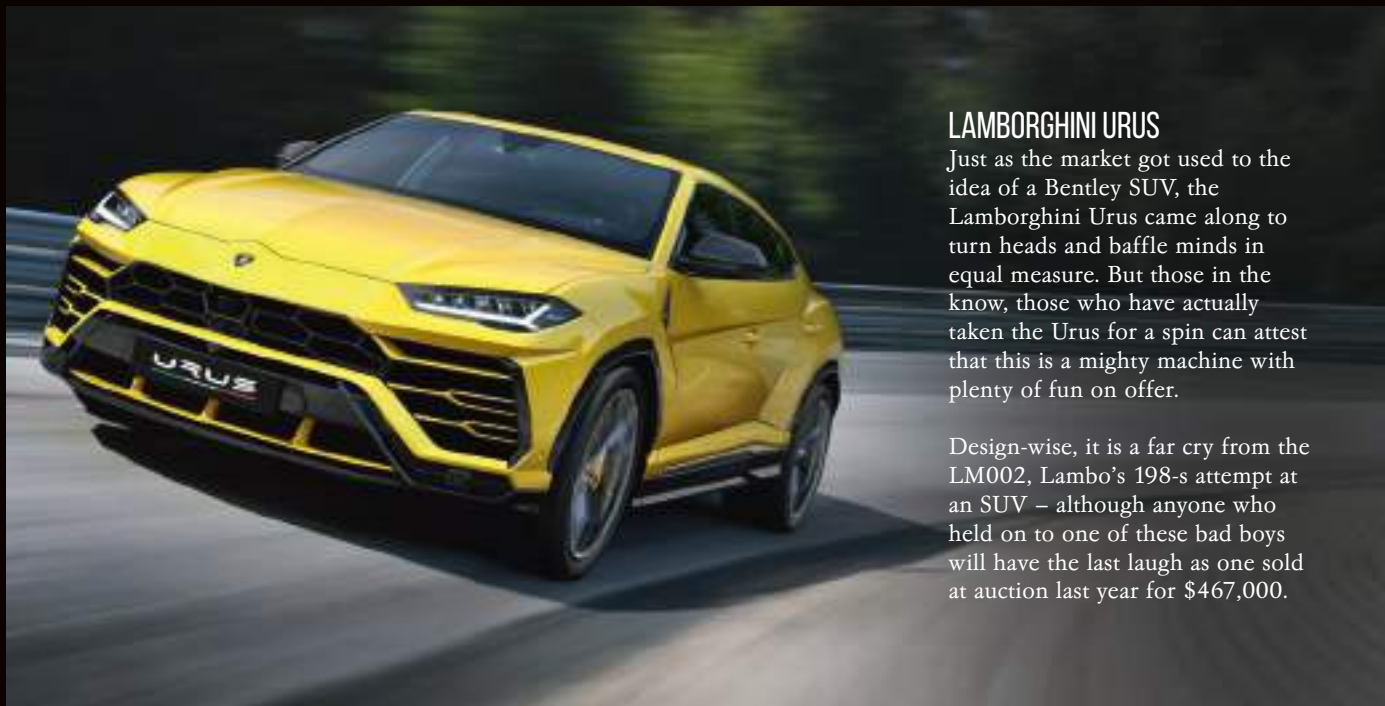 URUS
LAMBORGHINI URUS
Just as the market got used to the
idea of a Bentley SUV, the
Lamborghini Urus came along to
turn heads and baffle minds in
equal measure. But those in the
know, those who have actually
taken the Urus for a spin can attest
that this is a mighty machine with
plenty of fun on offer.
Design-wise, it is a far cry from the
LM002, Lambo’s 198-s attempt at
an SUV – although anyone who
held on to one of these bad boys
will have the last laugh as one sold
at auction last year for $467,000.